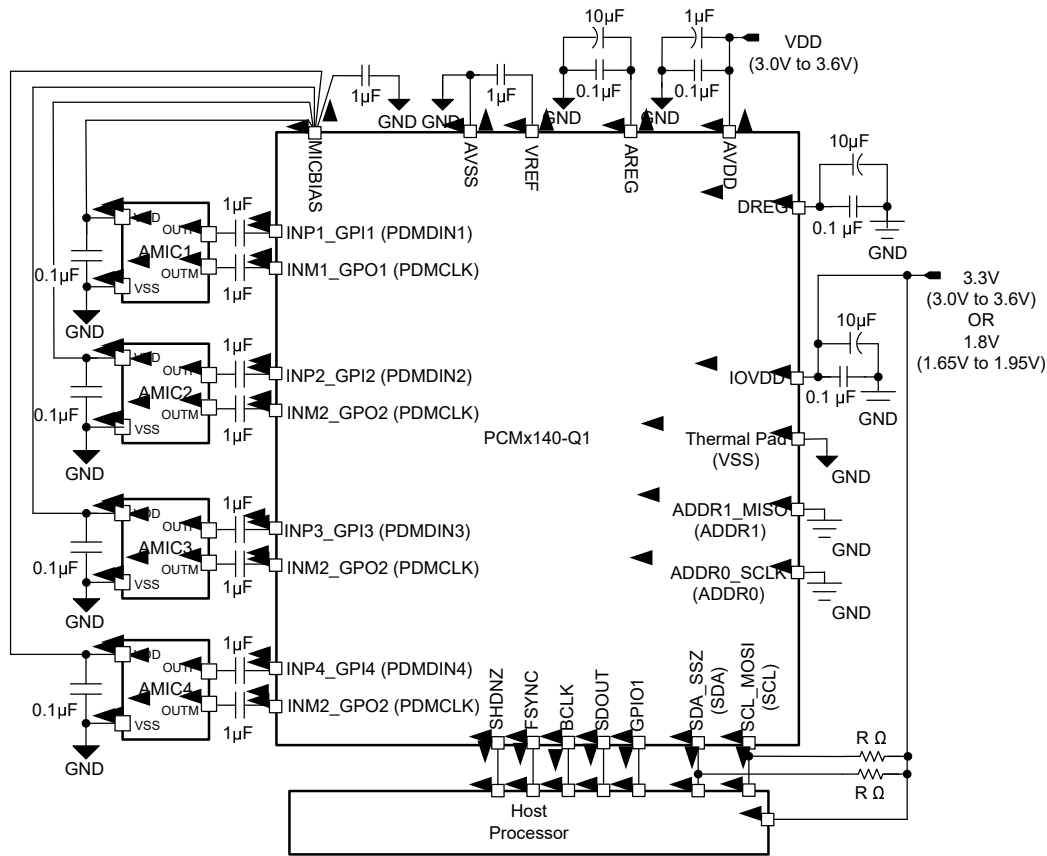 10µF
1µF
VDD
(3.0V to 3.6V)
0.1µF
0.1µF
1µF
1µF
GND
GND
GND
GND
MICBIAS
AVSS
VREF
AREG
AVDD
10µF
DREG
0.1 µF
GND
1µF
VDD
OUTP
AMIC1
OUTM
VSS
0.1µF
1µF
GND
INP1_GPI1 (PDMDIN1)
INM1_GPO1 (PDMCLK)
3.3V
(3.0V to 3.6V)
OR
1.8V
(1.65V to 1.95V)
10µF
IOVDD
0.1 µF
GND
1µF
VDD
OUTP
AMIC2
OUTM
VSS
0.1µF
1µF
GND
INP2_GPI2 (PDMDIN2)
INM2_GPO2 (PDMCLK)
PCMx140-Q1
Thermal Pad
(VSS)
GND
1µF
VDD
OUTP
AMIC3
OUTM
VSS
0.1µF
1µF
GND
INP3_GPI3 (PDMDIN3)
INM2_GPO2 (PDMCLK)
ADDR1_MISO
(ADDR1)
GND
ADDR0_SCLK
(ADDR0)
GND
1µF
VDD
OUTP
AMIC4
OUTM
VSS
0.1µF
1µF
GND
INP4_GPI4 (PDMDIN4)
INM2_GPO2 (PDMCLK)
SHDNZ
FSYNC
BCLK
SDOUT
GPIO1
SDA_SSZ
(SDA)
SCL_MOSI
(SCL)
R Ω
R Ω
Host
Processor